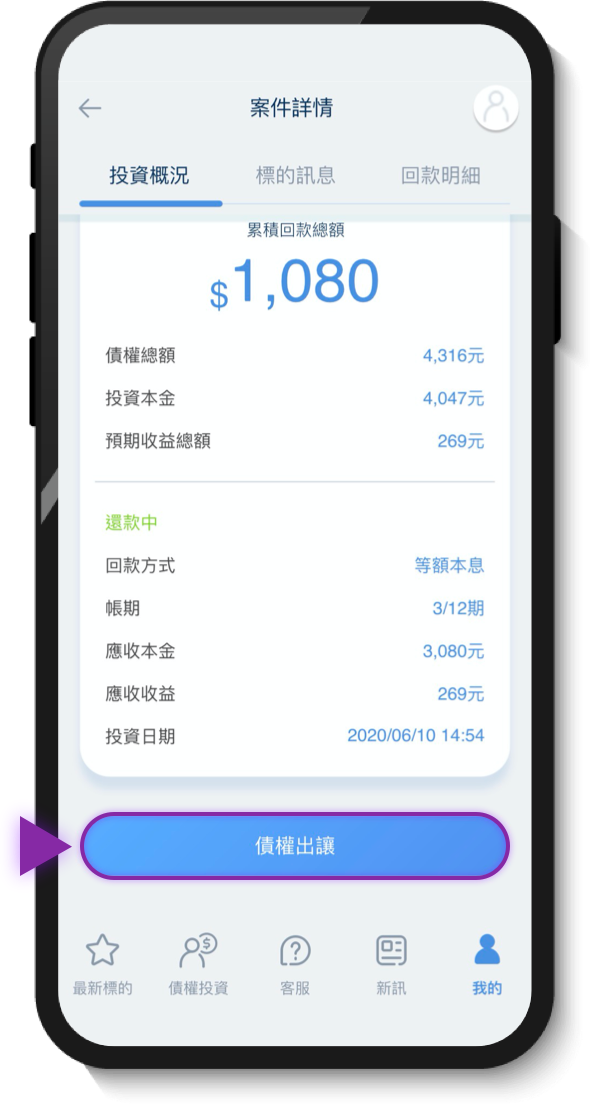 案件詳情
投資概況 標的訊息 回款明細
累積回款總額
$1,080
債權總額 4,316元
投資本金 4,047元
預期收益總額 269元
還款中
回款方式 等額本息
帳期 3/12期
應收本金 3,080元
應收收益 269元
投資日期 2020/06/10 14:54
債權出讓
最新標的 債權投資 客服 新訊 我的